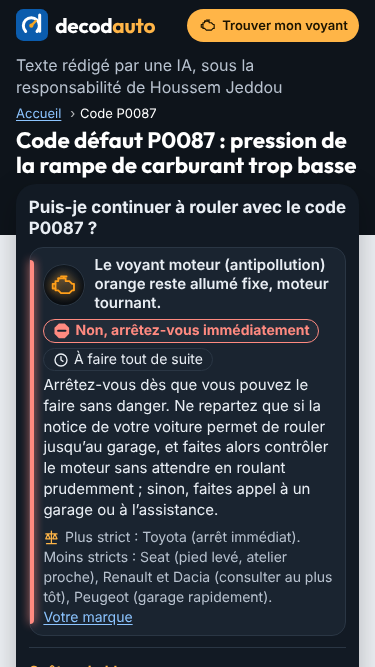 decodauto
Trouver mon voyant
Texte rédigé par une IA, sous la
responsabilité de Houssem Jeddou
Accueil › Code P0087
Code défaut P0087 : pression de
la rampe de carburant trop basse
Puis-je continuer à rouler avec le code
P0087 ?
Le voyant moteur (antipollution)
orange reste allumé fixe, moteur
tournant.
Non, arrêtez-vous immédiatement
À faire tout de suite
Arrêtez-vous dès que vous pouvez le
faire sans danger. Ne repartez que si la
notice de votre voiture permet de rouler
jusqu’au garage, et faites alors contrôler
le moteur sans attendre en roulant
prudemment ; sinon, faites appel à un
garage ou à l’assistance.
Plus strict : Toyota (arrêt immédiat).
Moins stricts : Seat (pied levé, atelier
proche), Renault et Dacia (consulter au plus
tôt), Peugeot (garage rapidement).
Votre marque